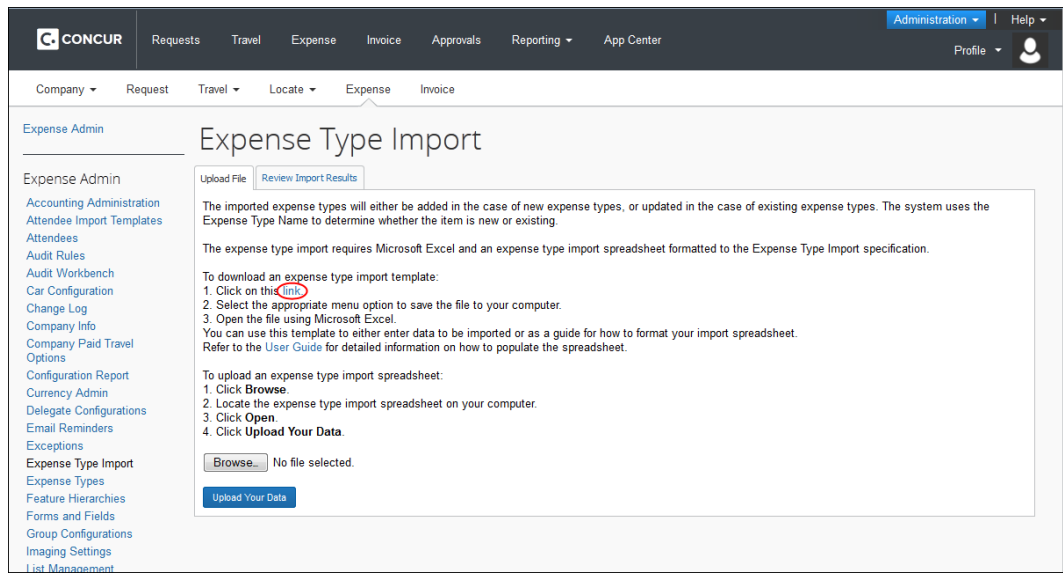 Administration | Help
C. CONCUR Requests Travel Expense Invoice Approvals Reporting App Center
Profile
Company Request Travel Locate Expense Invoice
Expense Admin
Expense Type Import
Expense Admin
Accounting Administration
Attendee Import Templates
Attendees
Audit Rules
Audit Workbench
Car Configuration
Change Log
Company Info
Company Paid Travel
Options
Configuration Report
Currency Admin
Delegate Configurations
Email Reminders
Exceptions
Expense Type Import
Expense Types
Feature Hierarchies
Forms and Fields
Group Configurations
Imaging Settings
List Management
Upload File Review Import Results
The imported expense types will either be added in the case of new expense types, or updated in the case of existing expense types. The system uses the
Expense Type Name to determine whether the item is new or existing.
The expense type import requires Microsoft Excel and an expense type import spreadsheet formatted to the Expense Type Import specification.
To download an expense type import template:
1. Click on this link.
2. Select the appropriate menu option to save the file to your computer.
3. Open the file using Microsoft Excel.
You can use this template to either enter data to be imported or as a guide for how to format your import spreadsheet.
Refer to the User Guide for detailed information on how to populate the spreadsheet.
To upload an expense type import spreadsheet:
1. Click Browse.
2. Locate the expense type import spreadsheet on your computer.
3. Click Open.
4. Click Upload Your Data.
Browse... No file selected.
Upload Your Data